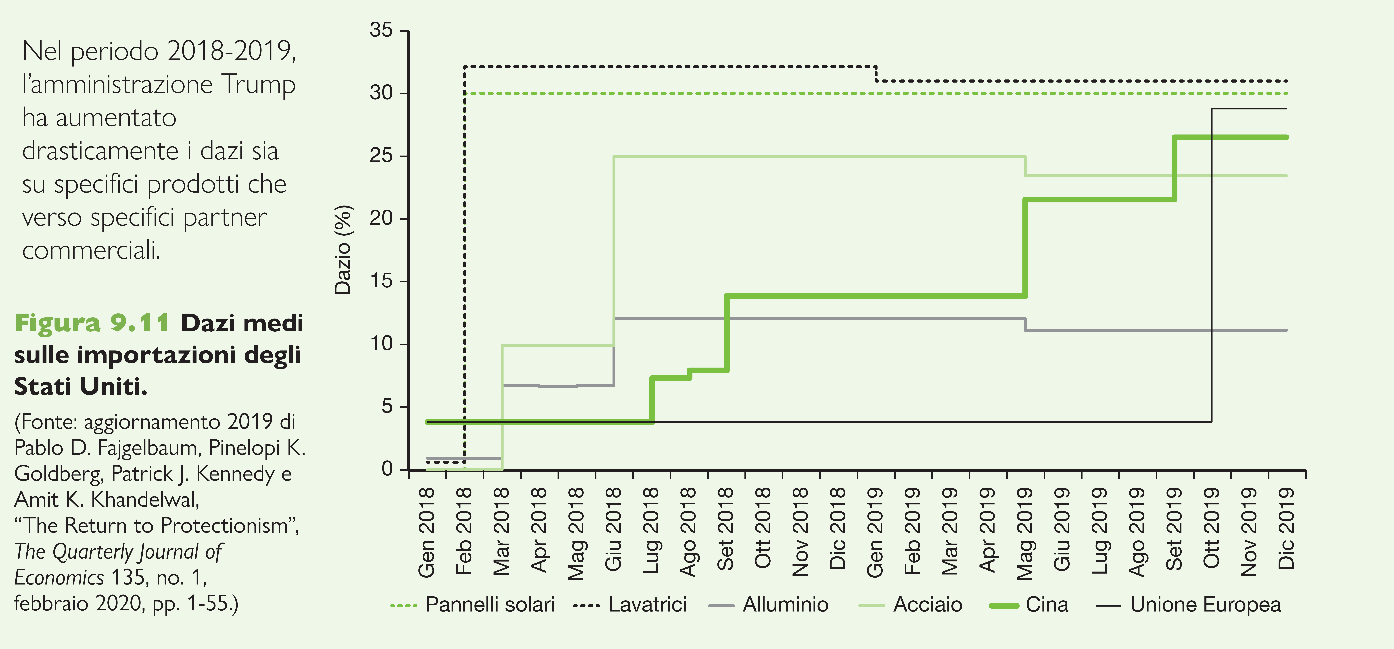 Nel periodo 2018-2019,
l’amministrazione Trump
ha aumentato
drasticamente i dazi sia
su specifici prodotti che
verso specifici partner
commerciali.
Figura 9.11 Dazi medi
sulle importazioni degli
Stati Uniti.
(Fonte: aggiornamento 2019 di
Pablo D. Fajgelbaum, Pinelopi K.
Goldberg, Patrick J. Kennedy e
Amit K. Khandelwal,
“The Return to Protectionism”,
The Quarterly Journal of
Economics 135, no. 1,
febbraio 2020, pp. 1-55.)
Dazio (%)
35
30
25
20
15
10
5
0
Gen 2018
Feb 2018
Mar 2018
Apr 2018
Mag 2018
Giu 2018
Lug 2018
Ago 2018
Set 2018
Ott 2018
Nov 2018
Dic 2018
Gen 2019
Feb 2019
Mar 2019
Apr 2019
Mag 2019
Giu 2019
Lug 2019
Ago 2019
Set 2019
Ott 2019
Nov 2019
Dic 2019
Pannelli solari Lavatrici Alluminio Acciaio Cina Unione Europea